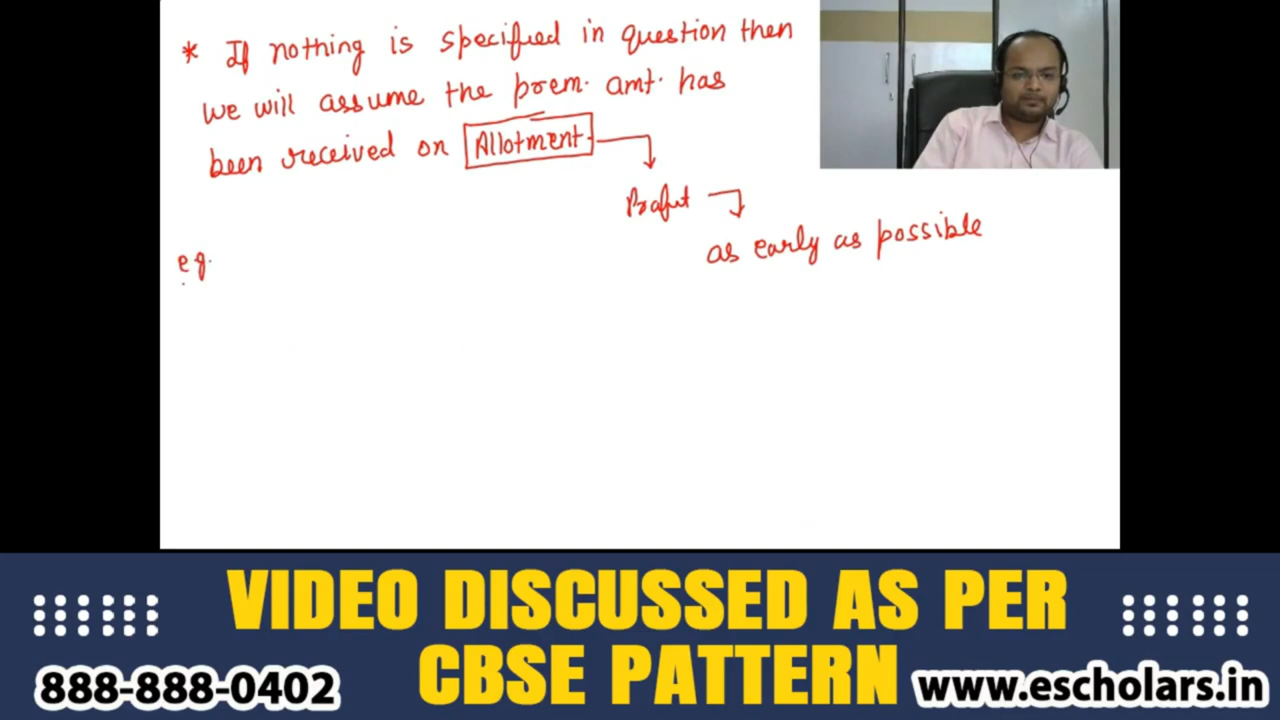 * If nothing is specified in question then
we will assume the prem. amt. has
been received on Allotment.
Profit
as early as possible
eg.
VIDEO DISCUSSED AS PER
CBSE PATTERN
888-888-0402
www.escholars.in